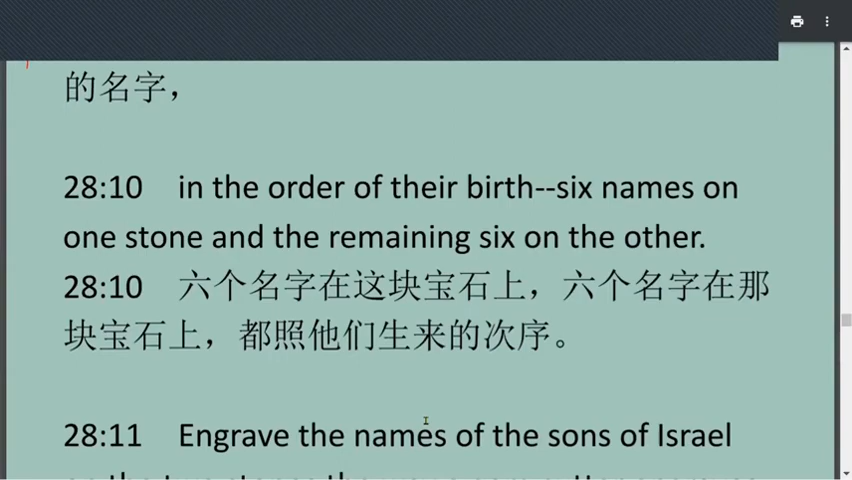 的名字，
28:10 in the order of their birth--six names on
one stone and the remaining six on the other.
28:10 六个名字在这块宝石上，六个名字在那
块宝石上，都照他们生来的次序。
28:11 Engrave the names of the sons of Israel